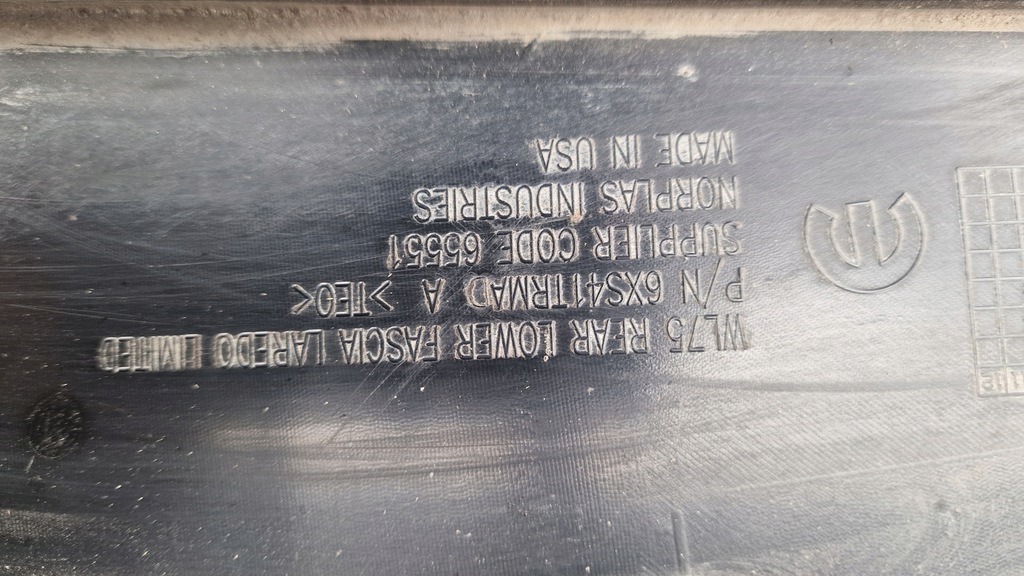 WL75 REAR LOWER FASCIA LAREDO LIMITED
P/N 6XS41TRMAD A >TEO<
SUPPLIER CODE 65551
NORPLAS INDUSTRIES
MADE IN USA